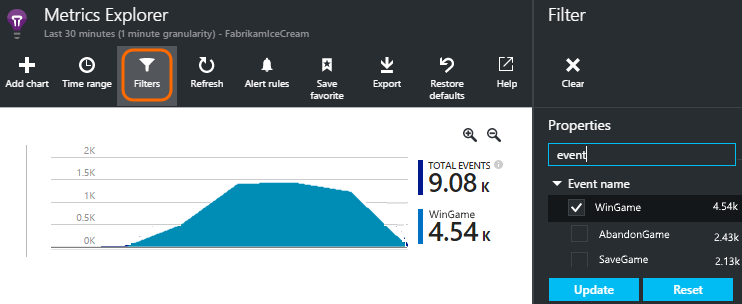 Metrics Explorer
Last 30 minutes (1 minute granularity) - FabrikamIceCream
Add chart
Time range
Filters
Refresh
Alert rules
Save
favorite
Export
Restore
defaults
Help
2K
1.5K
1K
0.5K
0K
TOTAL EVENTS
9.08 K
WinGame
4.54 K
Filter
Clear
Properties
event
Event name
WinGame 4.54k
AbandonGame 2.43k
SaveGame 2.13k
Update Reset